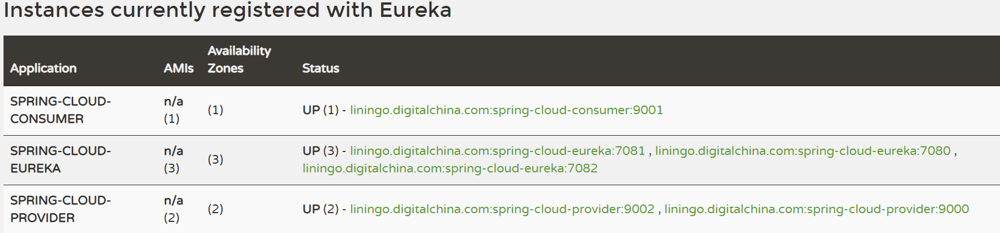 Instances currently registered with Eureka
Application AMIs Availability Zones Status
SPRING-CLOUD-CONSUMER n/a (1) (1) UP (1) - liningo.digitalchina.com:spring-cloud-consumer:9001
SPRING-CLOUD-EUREKA n/a (3) (3) UP (3) - liningo.digitalchina.com:spring-cloud-eureka:7081 , liningo.digitalchina.com:spring-cloud-eureka:7080 ,
liningo.digitalchina.com:spring-cloud-eureka:7082
SPRING-CLOUD-PROVIDER n/a (2) (2) UP (2) - liningo.digitalchina.com:spring-cloud-provider:9002 , liningo.digitalchina.com:spring-cloud-provider:9000